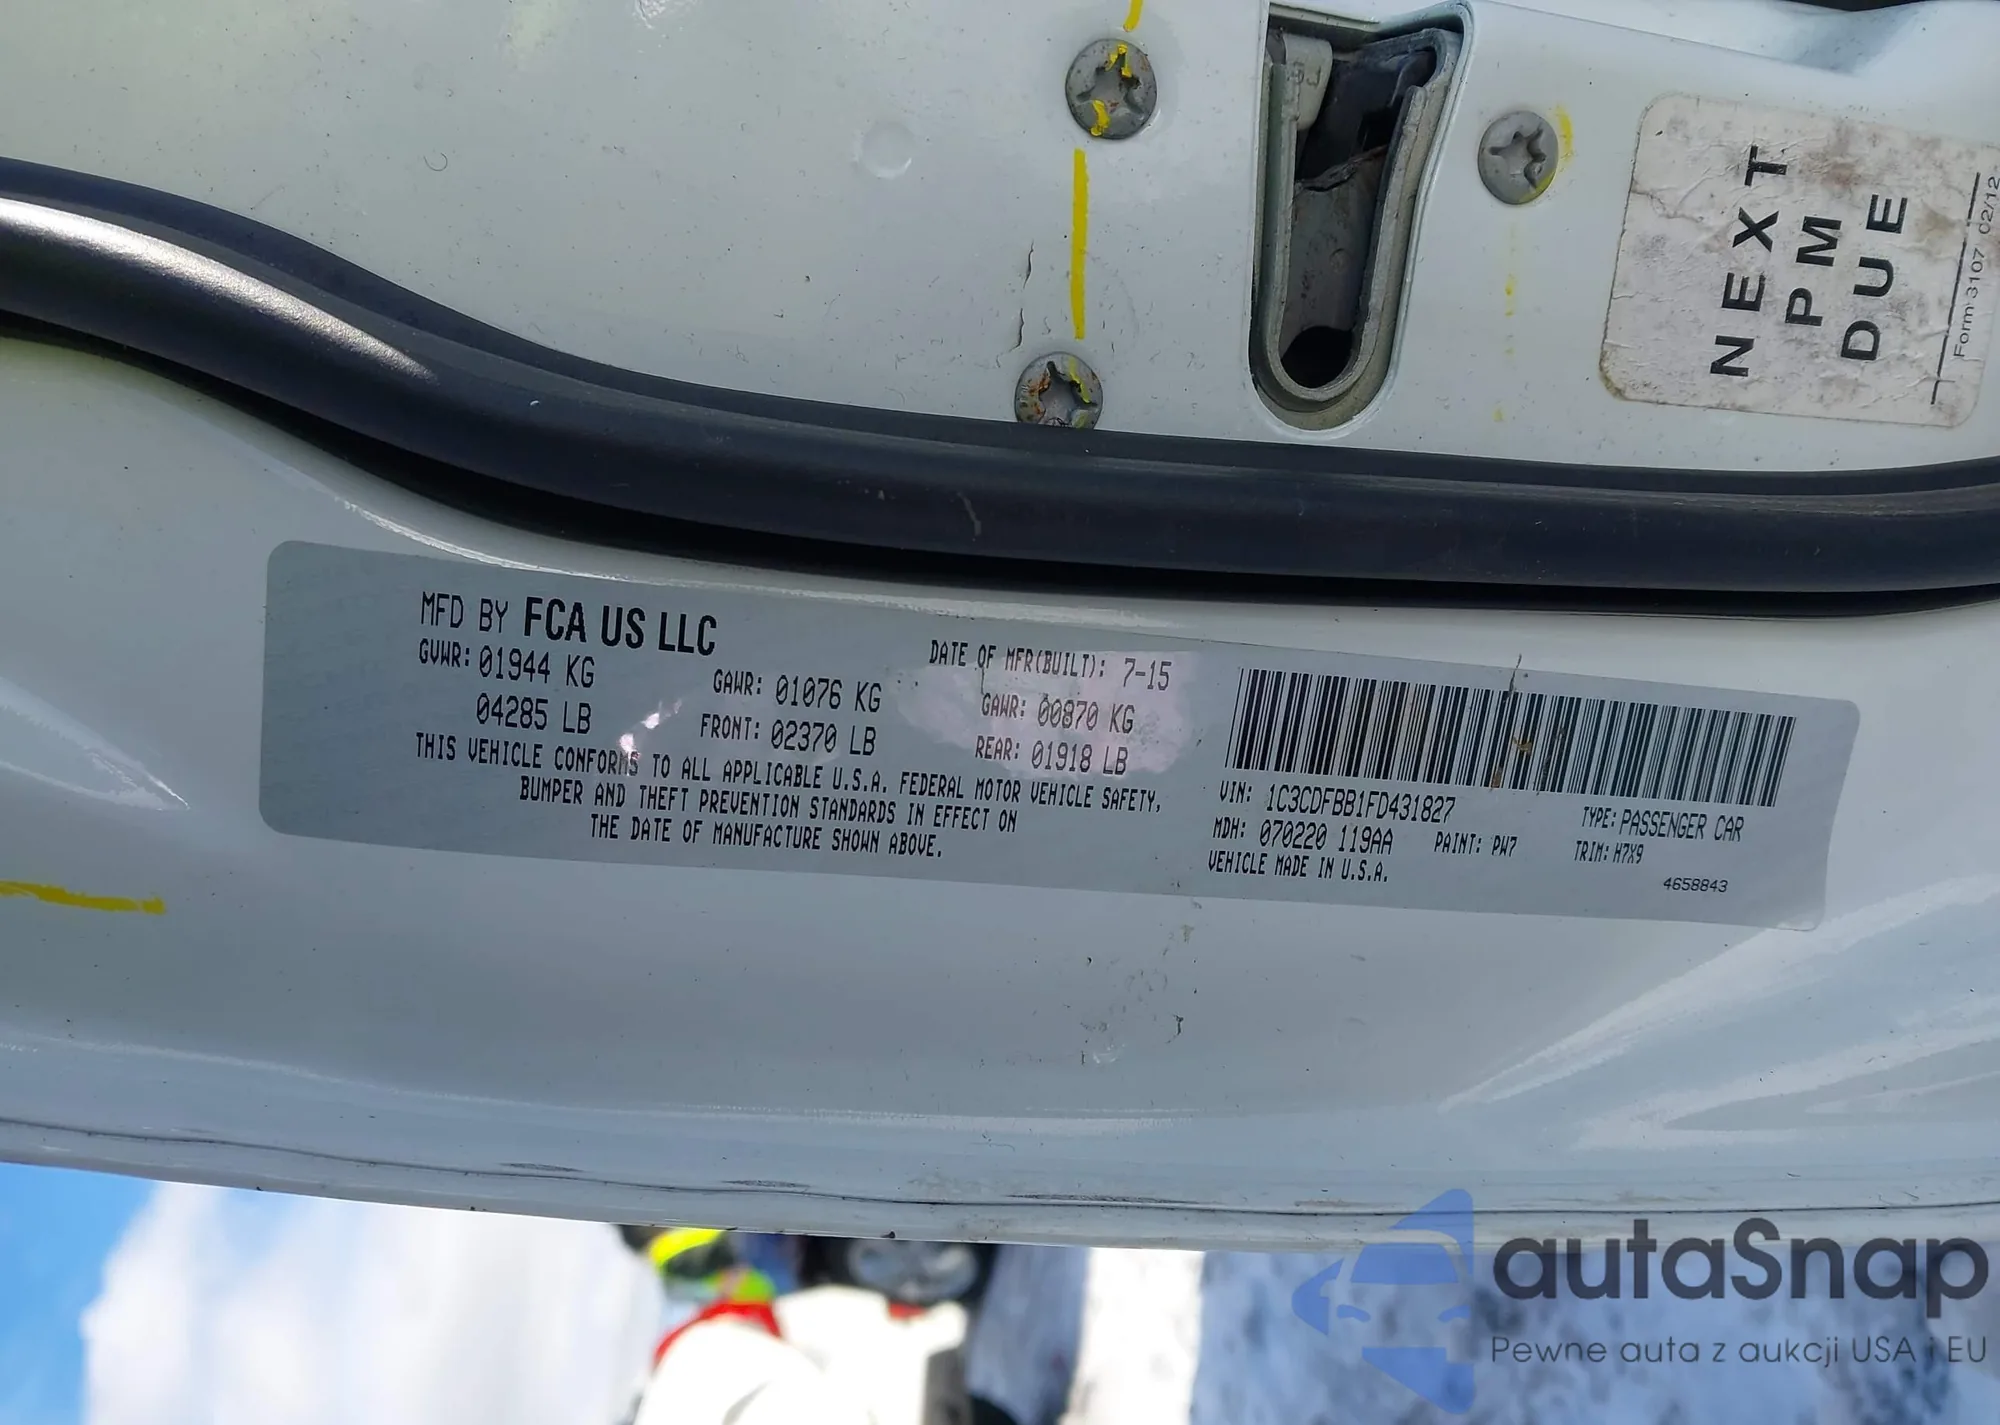 NEXT
PM
DUE
Form 3107 02/12
MFD BY FCA US LLC
GVWR: 01944 KG
04285 LB
GAWR: 01076 KG
FRONT: 02370 LB
DATE OF MFR(BUILT): 7-15
GAWR: 00870 KG
REAR: 01918 LB
THIS VEHICLE CONFORMS TO ALL APPLICABLE U.S.A. FEDERAL MOTOR VEHICLE SAFETY,
BUMPER AND THEFT PREVENTION STANDARDS IN EFFECT ON
THE DATE OF MANUFACTURE SHOWN ABOVE.
VIN: 1C3CDFBB1FD431827
TYPE: PASSENGER CAR
MDH: 070220 119AA
PAINT: PW7
TRIM: H7X9
VEHICLE MADE IN U.S.A.
4658843
autaSnap
Pewne auta z aukcji USA i EU